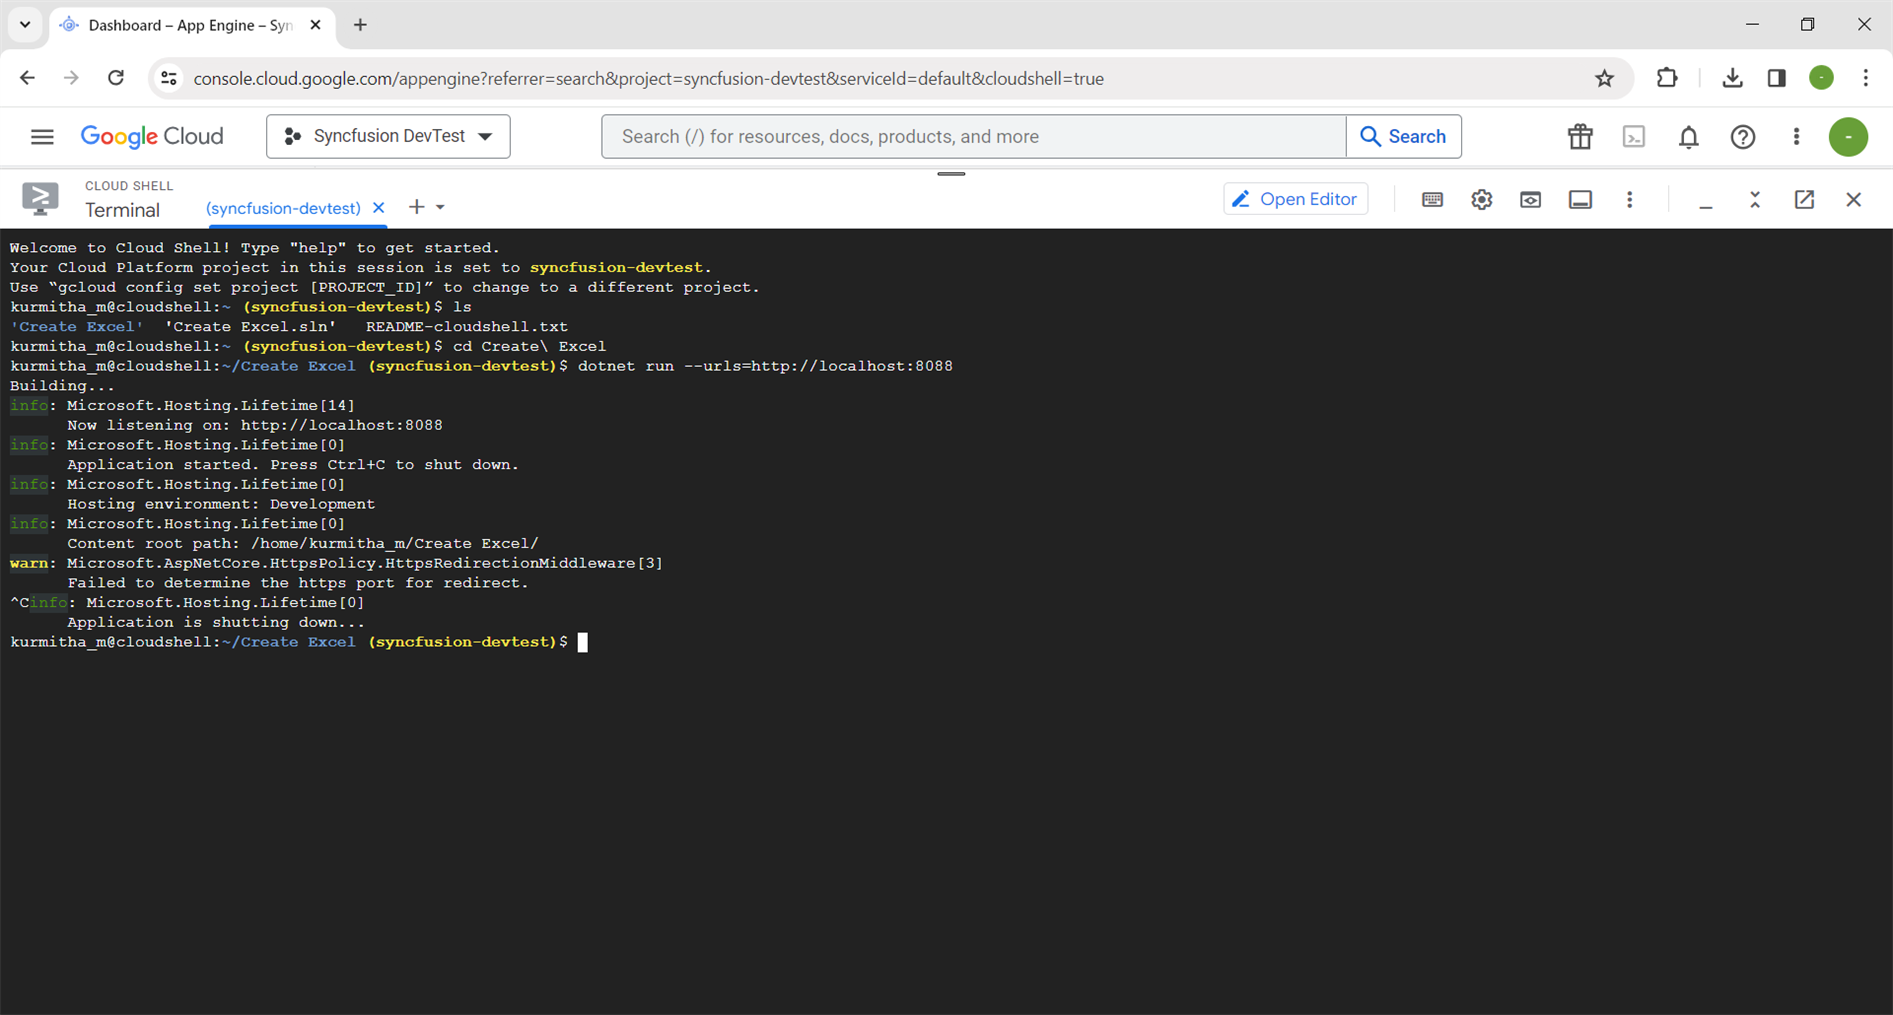 Dashboard – App Engine – Syn
console.cloud.google.com/appengine?referrer=search&project=syncfusion-devtest&serviceId=default&cloudshell=true
Google Cloud
Syncfusion DevTest
Search (/) for resources, docs, products, and more
Search
CLOUD SHELL
Terminal
(syncfusion-devtest)
Open Editor
Welcome to Cloud Shell! Type "help" to get started.
Your Cloud Platform project in this session is set to syncfusion-devtest.
Use “gcloud config set project [PROJECT_ID]” to change to a different project.
kurmitha_m@cloudshell:~ (syncfusion-devtest)$ ls
'Create Excel'  'Create Excel.sln'   README-cloudshell.txt
kurmitha_m@cloudshell:~ (syncfusion-devtest)$ cd Create\ Excel
kurmitha_m@cloudshell:~/Create Excel (syncfusion-devtest)$ dotnet run --urls=http://localhost:8088
Building...
info: Microsoft.Hosting.Lifetime[14]
Now listening on: http://localhost:8088
info: Microsoft.Hosting.Lifetime[0]
Application started. Press Ctrl+C to shut down.
info: Microsoft.Hosting.Lifetime[0]
Hosting environment: Development
info: Microsoft.Hosting.Lifetime[0]
Content root path: /home/kurmitha_m/Create Excel/
warn: Microsoft.AspNetCore.HttpsPolicy.HttpsRedirectionMiddleware[3]
Failed to determine the https port for redirect.
^Cinfo: Microsoft.Hosting.Lifetime[0]
Application is shutting down...
kurmitha_m@cloudshell:~/Create Excel (syncfusion-devtest)$